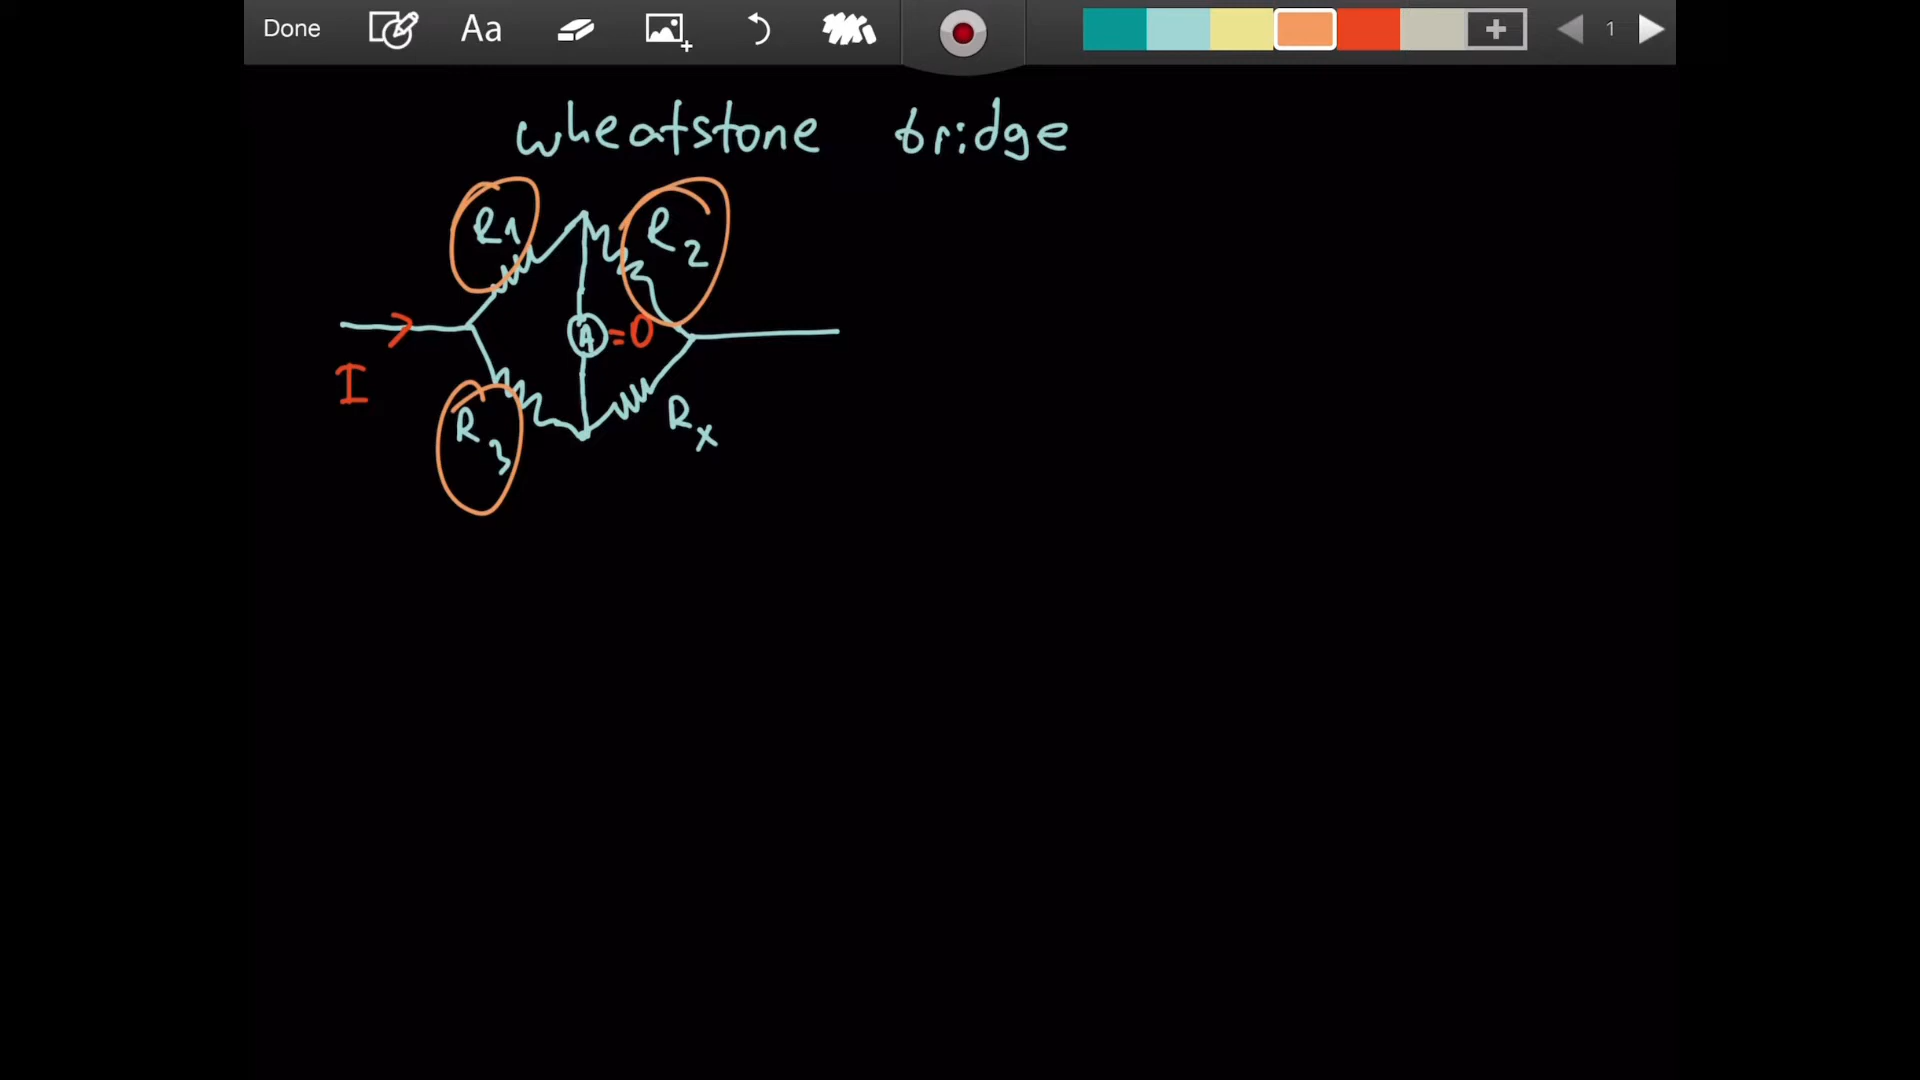 Done Aa 1
wheatstone bridge
R1 R2
A =0
I
R3 Rx